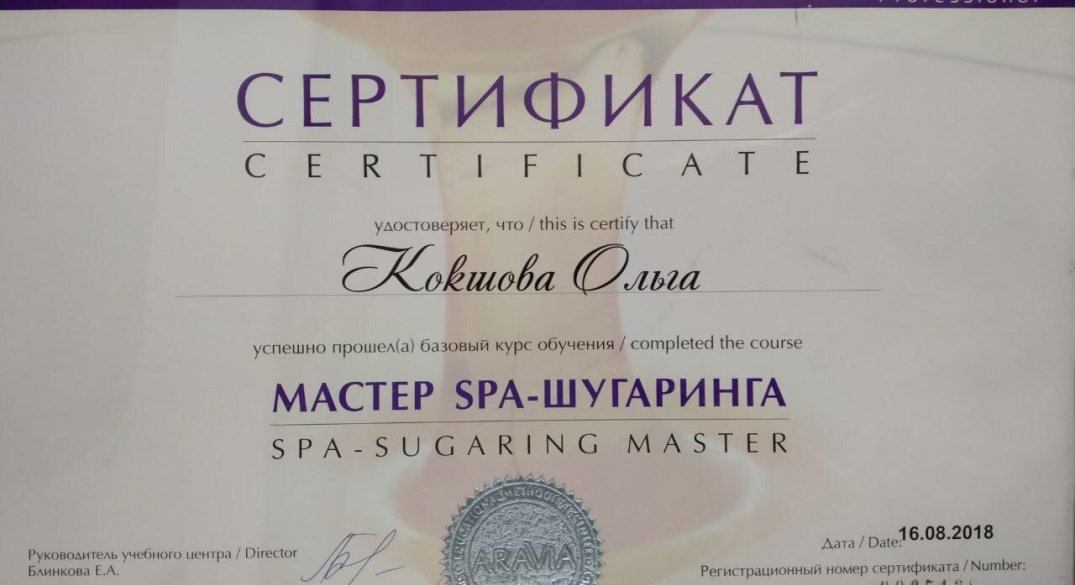 Professional
СЕРТИФИКАТ
CERTIFICATE
удостоверяет, что / this is certify that
Кокшова Ольга
успешно прошел(а) базовый курс обучения / completed the course
МАСТЕР SPA-ШУГАРИНГА
SPA-SUGARING MASTER
ARAVIA
Руководитель учебного центра / Director
Блинкова Е.А.
Дата / Date: 16.08.2018
Регистрационный номер сертификата / Number: